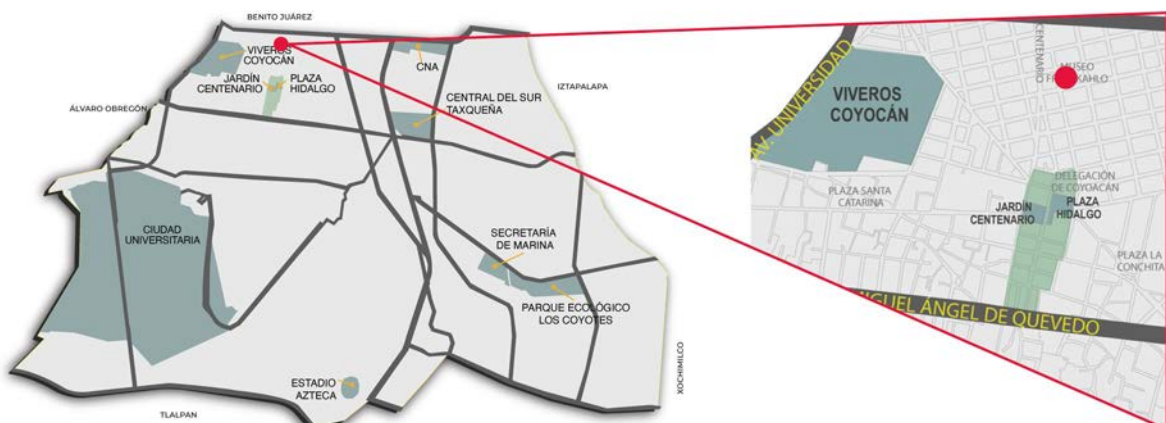 BENITO JUÁREZ
VIVEROS
COYOCÁN
JARDÍN
CENTENARIO
PLAZA
HIDALGO
CNA
IZTAPALAPA
ÁLVARO OBREGÓN
CENTRAL DEL SUR
TAXQUEÑA
CIUDAD
UNIVERSITARIA
SECRETARÍA
DE MARINA
PARQUE ECOLÓGICO
LOS COYOTES
ESTADIO
AZTECA
XOCHIMILCO
TLALPAN
AV. UNIVERSIDAD
VIVEROS
COYOCÁN
CENTENARIO
MUSEO
KAHLO
PLAZA SANTA
CATARINA
DELEGACIÓN
DE COYOACÁN
JARDÍN
CENTENARIO
PLAZA
HIDALGO
PLAZA LA
CONCHITA
MIGUEL ÁNGEL DE QUEVEDO